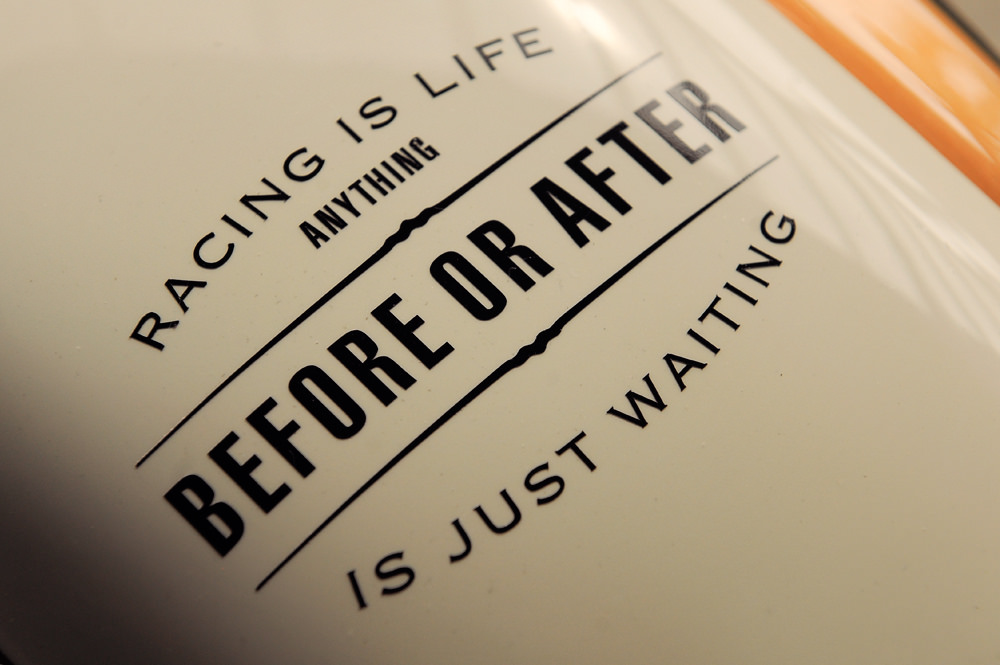 RACING IS LIFE
ANYTHING
BEFORE OR AFTER
IS JUST WAITING